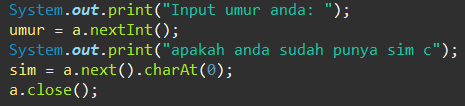 System.out.print("Input umur anda: ");
umur = a.nextInt();
System.out.print("apakah anda sudah punya sim c");
sim = a.next().charAt(0);
a.close();